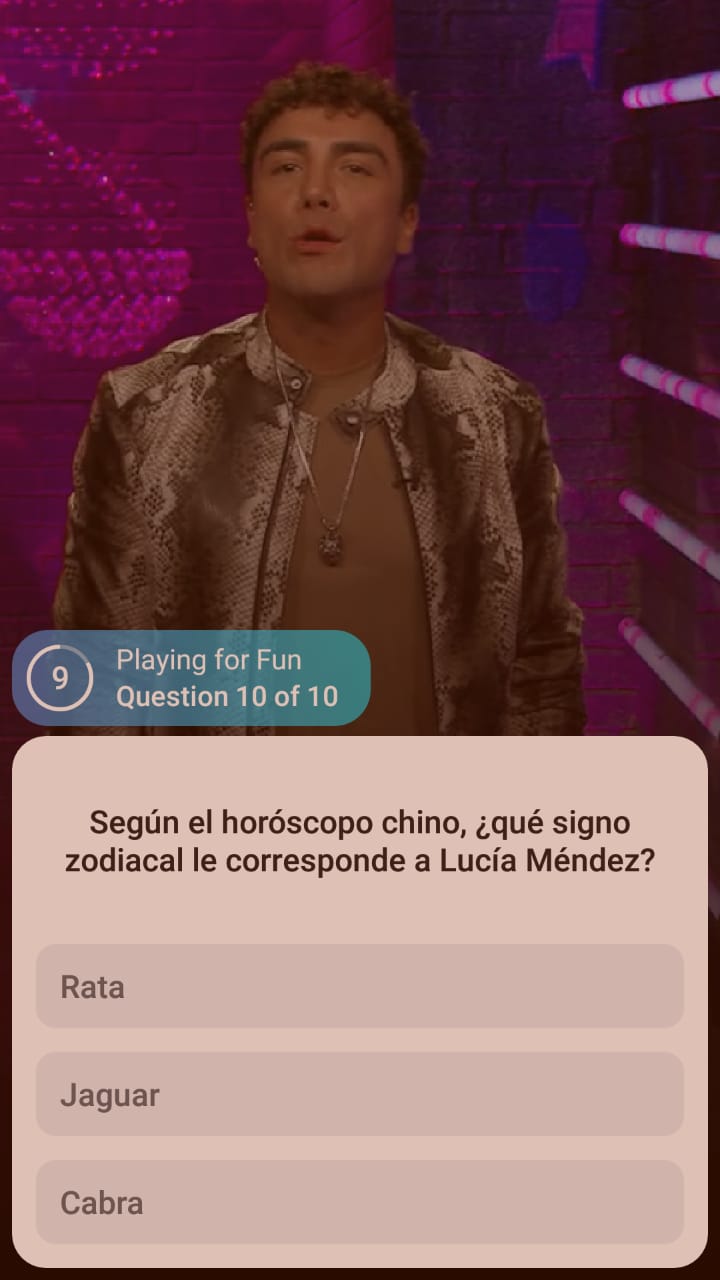 9
Playing for Fun
Question 10 of 10
Según el horóscopo chino, ¿qué signo
zodiacal le corresponde a Lucía Méndez?
Rata
Jaguar
Cabra